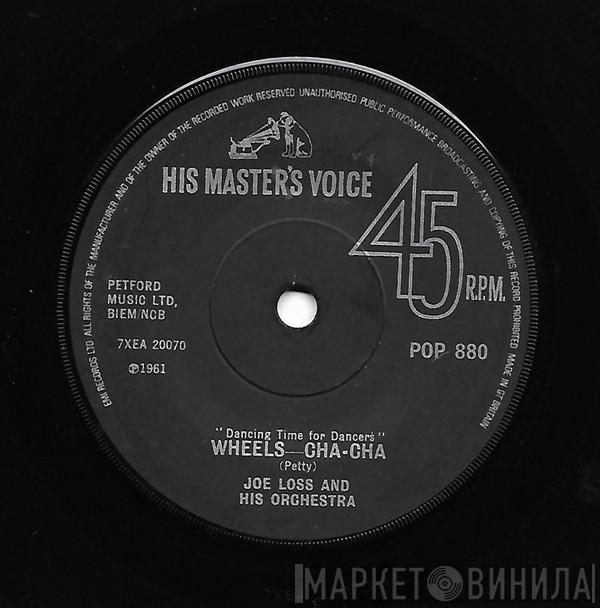 EMI RECORDS LTD ALL RIGHTS OF THE MANUFACTURER AND OF THE OWNER OF THE RECORDED WORK RESERVED UNAUTHORISED PUBLIC PERFORMANCE BROADCASTING AND COPYING OF THIS RECORD PROHIBITED MADE IN GT BRITAIN
HIS MASTER'S VOICE
45
R.P.M.
PETFORD
MUSIC LTD,
BIEM/NCB
7XEA 20070
℗1961
POP 880
"Dancing Time for Dancers"
WHEELS—CHA-CHA
(Petty)
JOE LOSS AND
HIS ORCHESTRA
МАРКЕТ ВИНИЛА